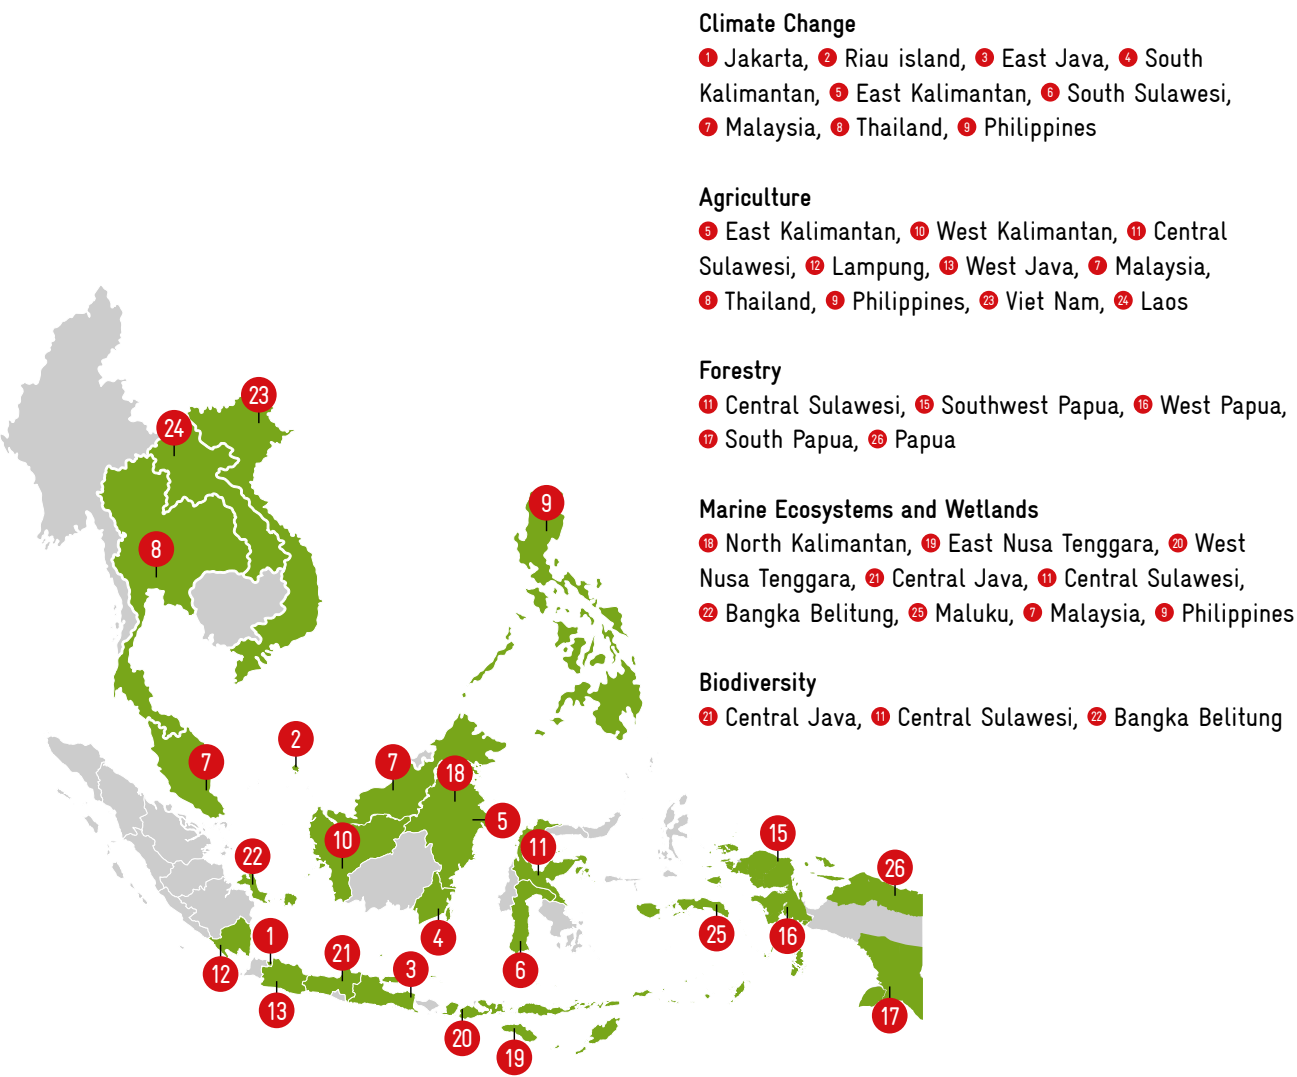 Climate Change
1 Jakarta, 2 Riau island, 3 East Java, 4 South
Kalimantan, 5 East Kalimantan, 6 South Sulawesi,
7 Malaysia, 8 Thailand, 9 Philippines
Agriculture
5 East Kalimantan, 10 West Kalimantan, 11 Central
Sulawesi, 12 Lampung, 13 West Java, 7 Malaysia,
8 Thailand, 9 Philippines, 23 Viet Nam, 24 Laos
Forestry
11 Central Sulawesi, 15 Southwest Papua, 16 West Papua,
17 South Papua, 26 Papua
Marine Ecosystems and Wetlands
18 North Kalimantan, 19 East Nusa Tenggara, 20 West
Nusa Tenggara, 21 Central Java, 11 Central Sulawesi,
22 Bangka Belitung, 25 Maluku, 7 Malaysia, 9 Philippines
Biodiversity
21 Central Java, 11 Central Sulawesi, 22 Bangka Belitung
23
24
9
8
2
7
7
18
5
10
15
11
22
26
25
16
1
4
21
12
3
6
13
17
20
19